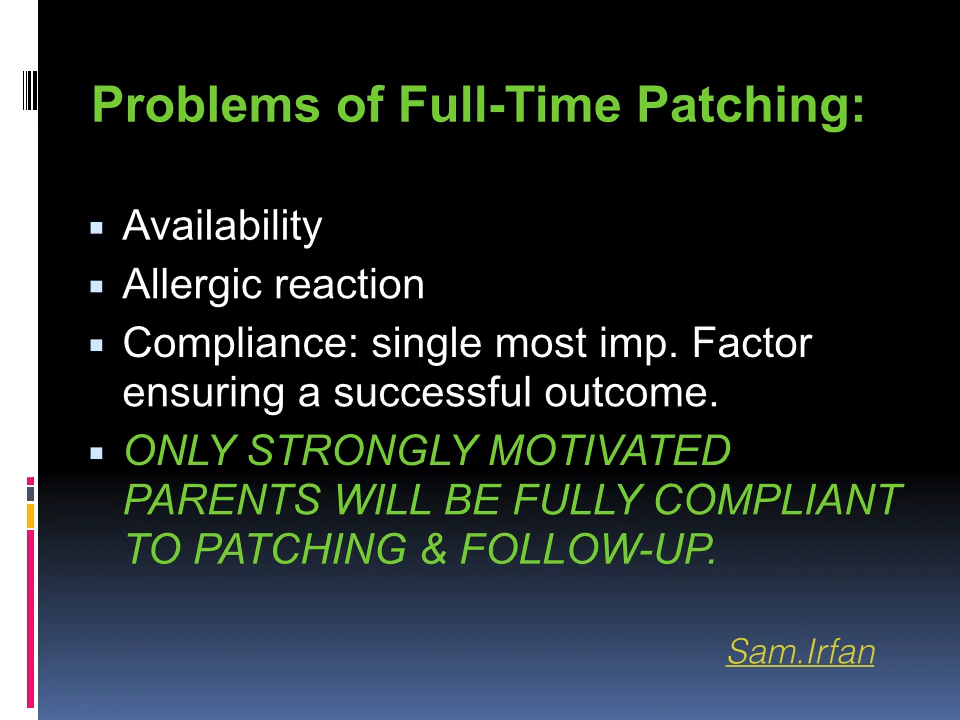 Problems of Full-Time Patching:
Availability
Allergic reaction
Compliance: single most imp. Factor
ensuring a successful outcome.
ONLY STRONGLY MOTIVATED
PARENTS WILL BE FULLY COMPLIANT
TO PATCHING & FOLLOW-UP.
Sam.Irfan